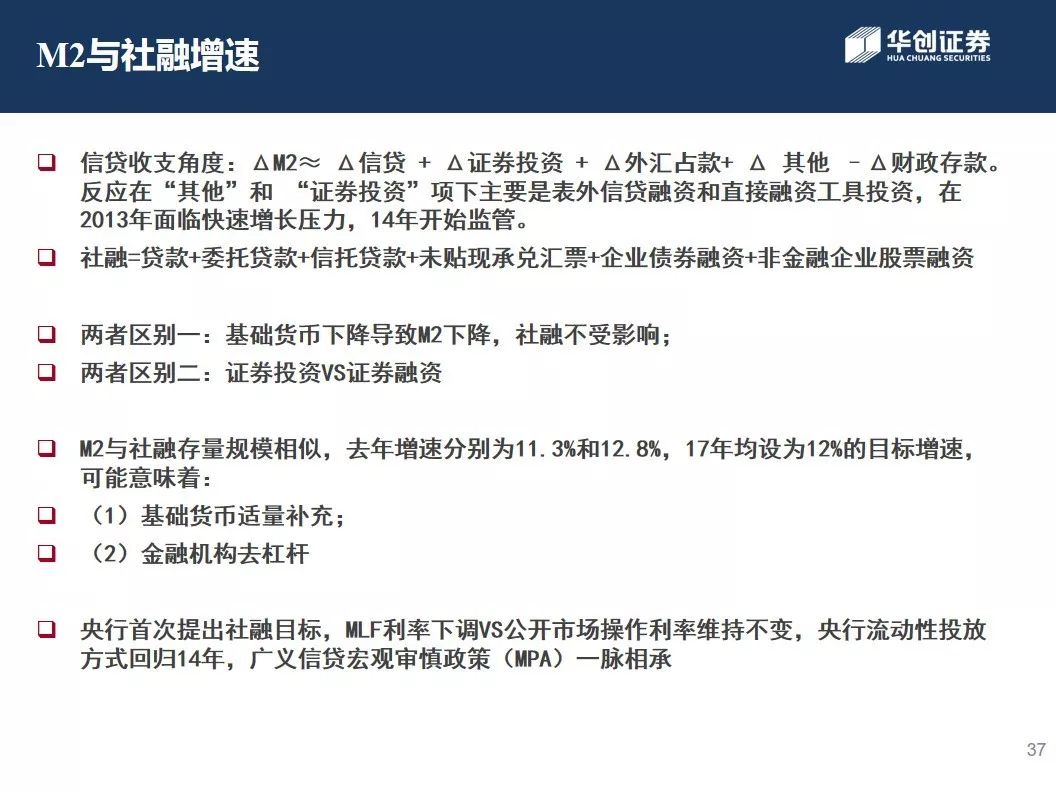 M2与社融增速
华创证券
HUA CHUANG SECURITIES
信贷收支角度：ΔM2≈ Δ信贷 + Δ证券投资 + Δ外汇占款+ Δ 其他 －Δ财政存款。
反应在“其他”和 “证券投资”项下主要是表外信贷融资和直接融资工具投资，在
2013年面临快速增长压力，14年开始监管。
社融=贷款+委托贷款+信托贷款+未贴现承兑汇票+企业债券融资+非金融企业股票融资
两者区别一：基础货币下降导致M2下降，社融不受影响；
两者区别二：证券投资VS证券融资
M2与社融存量规模相似，去年增速分别为11.3%和12.8%，17年均设为12%的目标增速，
可能意味着：
（1）基础货币适量补充；
（2）金融机构去杠杆
央行首次提出社融目标，MLF利率下调VS公开市场操作利率维持不变，央行流动性投放
方式回归14年，广义信贷宏观审慎政策（MPA）一脉相承
37